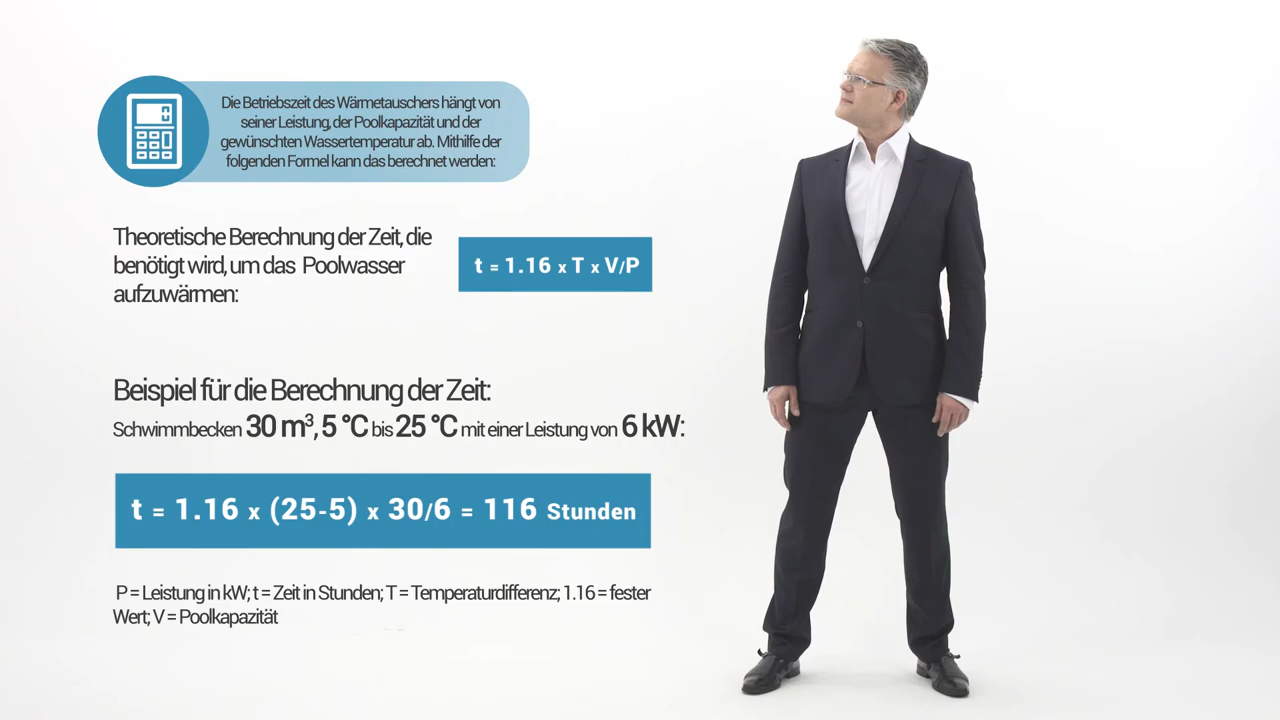 Die Betriebszeit des Wärmetauschers hängt von
seiner Leistung, der Poolkapazität und der
gewünschten Wassertemperatur ab. Mithilfe der
folgenden Formel kann das berechnet werden:
Theoretische Berechnung der Zeit, die
benötigt wird, um das Poolwasser
aufzuwärmen:
t = 1.16 x T x V/P
Beispiel für die Berechnung der Zeit:
Schwimmbecken 30 m³, 5 °C bis 25 °C mit einer Leistung von 6 kW:
t = 1.16 x (25-5) x 30/6 = 116 Stunden
P = Leistung in kW; t = Zeit in Stunden; T = Temperaturdifferenz; 1.16 = fester
Wert; V = Poolkapazität